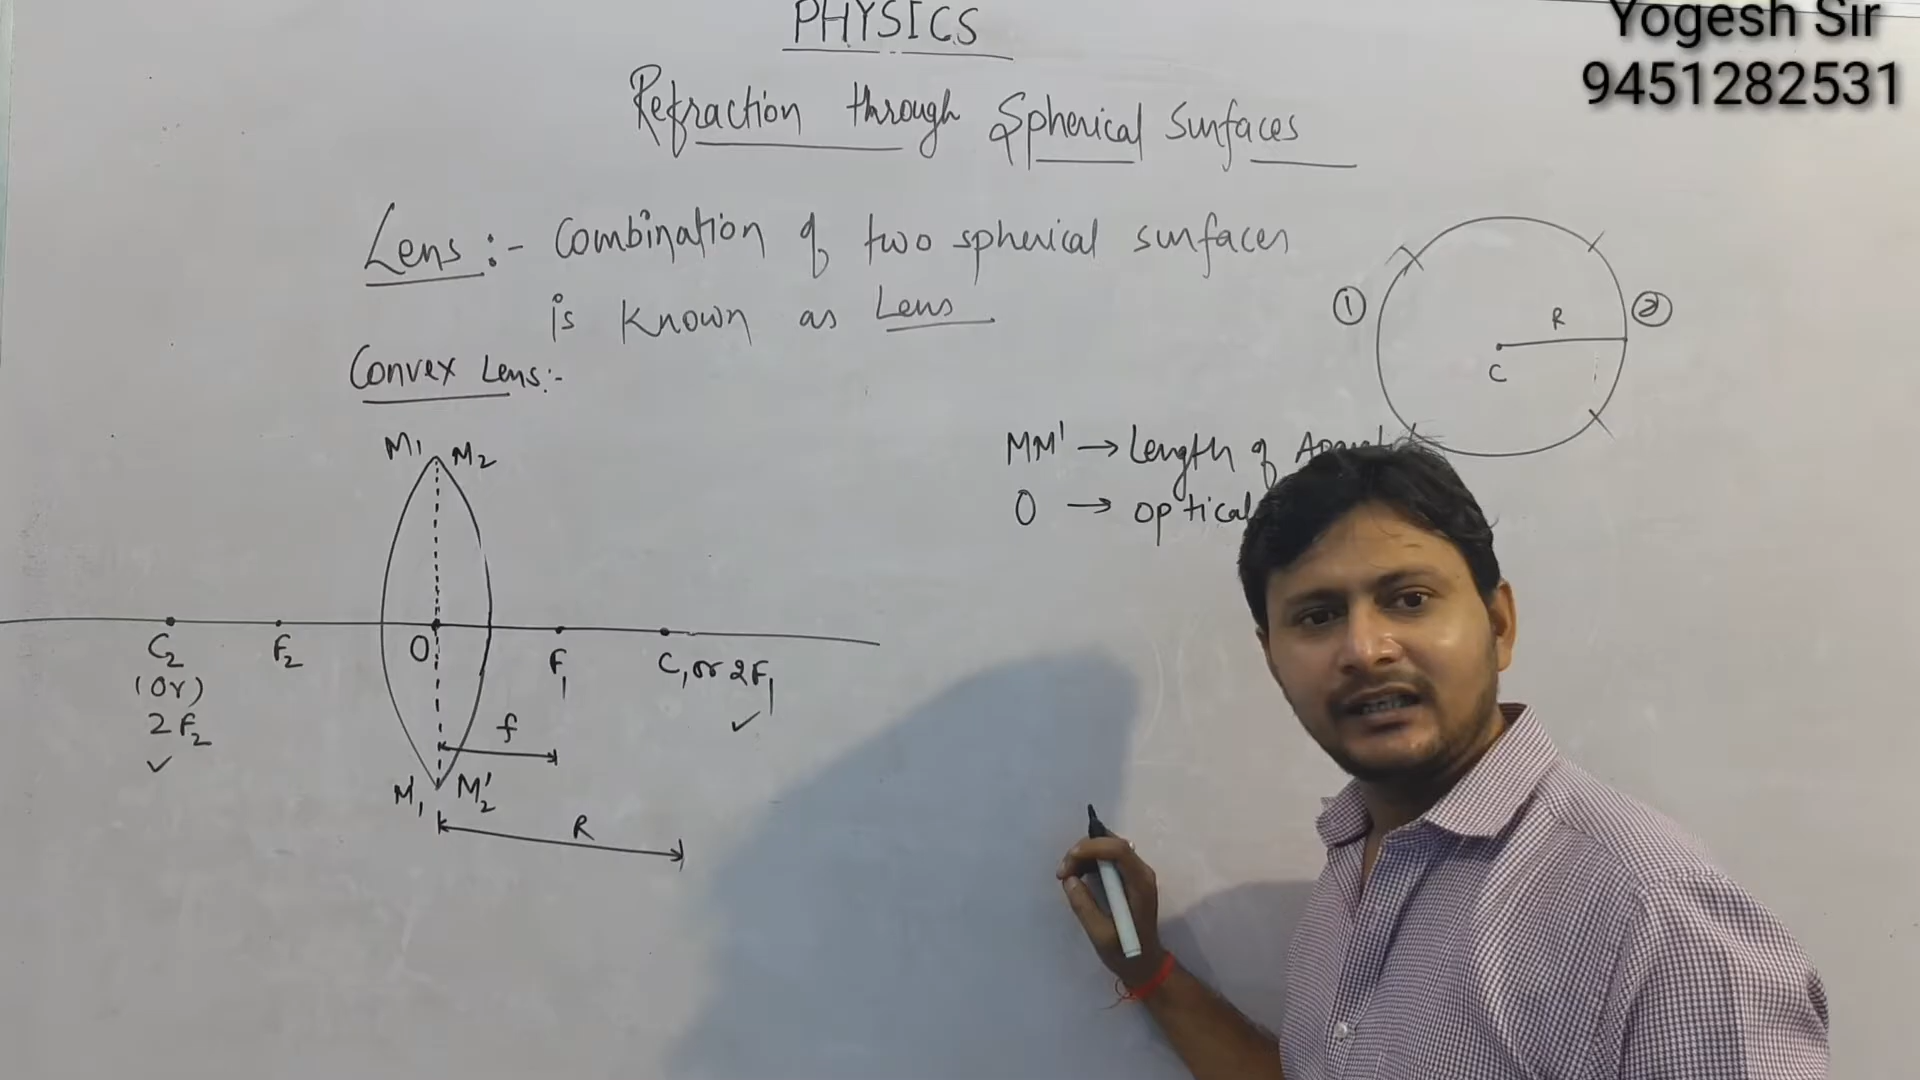 PHYSICS
Yogesh Sir
9451282531
Refraction through Spherical Surfaces
Lens :- Combination of two spherical surfaces
is known as Lens
Convex Lens:-
① ②
R
C
M1 M2
MM' → Length of
O → optical
C2 F2 O F1 C1 or 2F1
(or)
2F2
f
M1' M2'
R